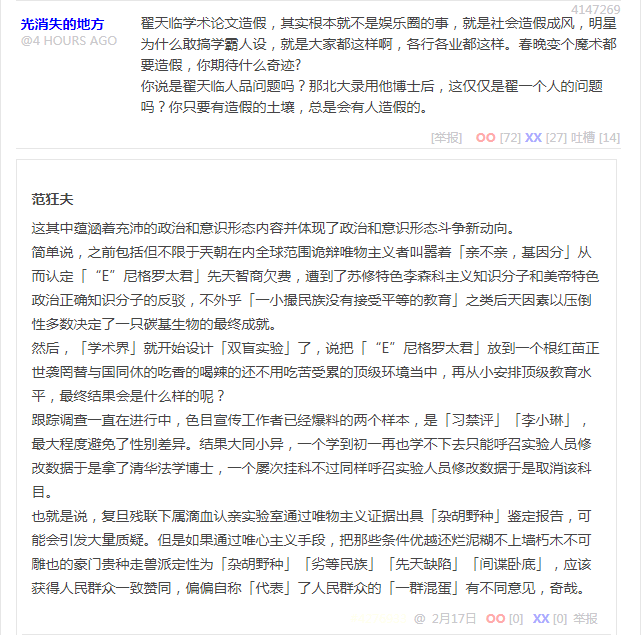 4147269
光消失的地方
@4 HOURS AGO
翟天临学术论文造假，其实根本就不是娱乐圈的事，就是社会造假成风，明星
为什么敢搞学霸人设，就是大家都这样啊，各行各业都这样。春晚变个魔术都
要造假，你期待什么奇迹?
你说是翟天临人品问题吗？那北大录用他博士后，这仅仅是翟一个人的问题
吗？你只要有造假的土壤，总是会有人造假的。
[举报] OO [72] XX [27] 吐槽 [14]
范狂夫
这其中蕴涵着充沛的政治和意识形态内容并体现了政治和意识形态斗争新动向。
简单说，之前包括但不限于天朝在内全球范围诡辩唯物主义者叫嚣着「亲不亲，基因分」从
而认定「“E”尼格罗太君」先天智商欠费，遭到了苏修特色李森科主义知识分子和美帝特色
政治正确知识分子的反驳，不外乎「一小撮民族没有接受平等的教育」之类后天因素以压倒
性多数决定了一只碳基生物的最终成就。
然后，「学术界」就开始设计「双盲实验」了，说把「“E”尼格罗太君」放到一个根红苗正
世袭罔替与国同休的吃香的喝辣的还不用吃苦受累的顶级环境当中，再从小安排顶级教育水
平，最终结果会是什么样的呢？
跟踪调查一直在进行中，色目宣传工作者已经爆料的两个样本，是「习禁评」「李小琳」，
最大程度避免了性别差异。结果大同小异，一个学到初一再也学不下去只能呼召实验人员修
改数据于是拿了清华法学博士，一个屡次挂科不过同样呼召实验人员修改数据于是取消该科
目。
也就是说，复旦残联下属滴血认亲实验室通过唯物主义证据出具「杂胡野种」鉴定报告，可
能会引发大量质疑。但是如果通过唯心主义手段，把那些条件优越还烂泥糊不上墙朽木不可
雕也的豪门贵种走兽派定性为「杂胡野种」「劣等民族」「先天缺陷」「间谍卧底」，应该
获得人民群众一致赞同，偏偏自称「代表」了人民群众的「一群混蛋」有不同意见，奇哉。
@ 2月17日 OO [0] XX [0] 举报